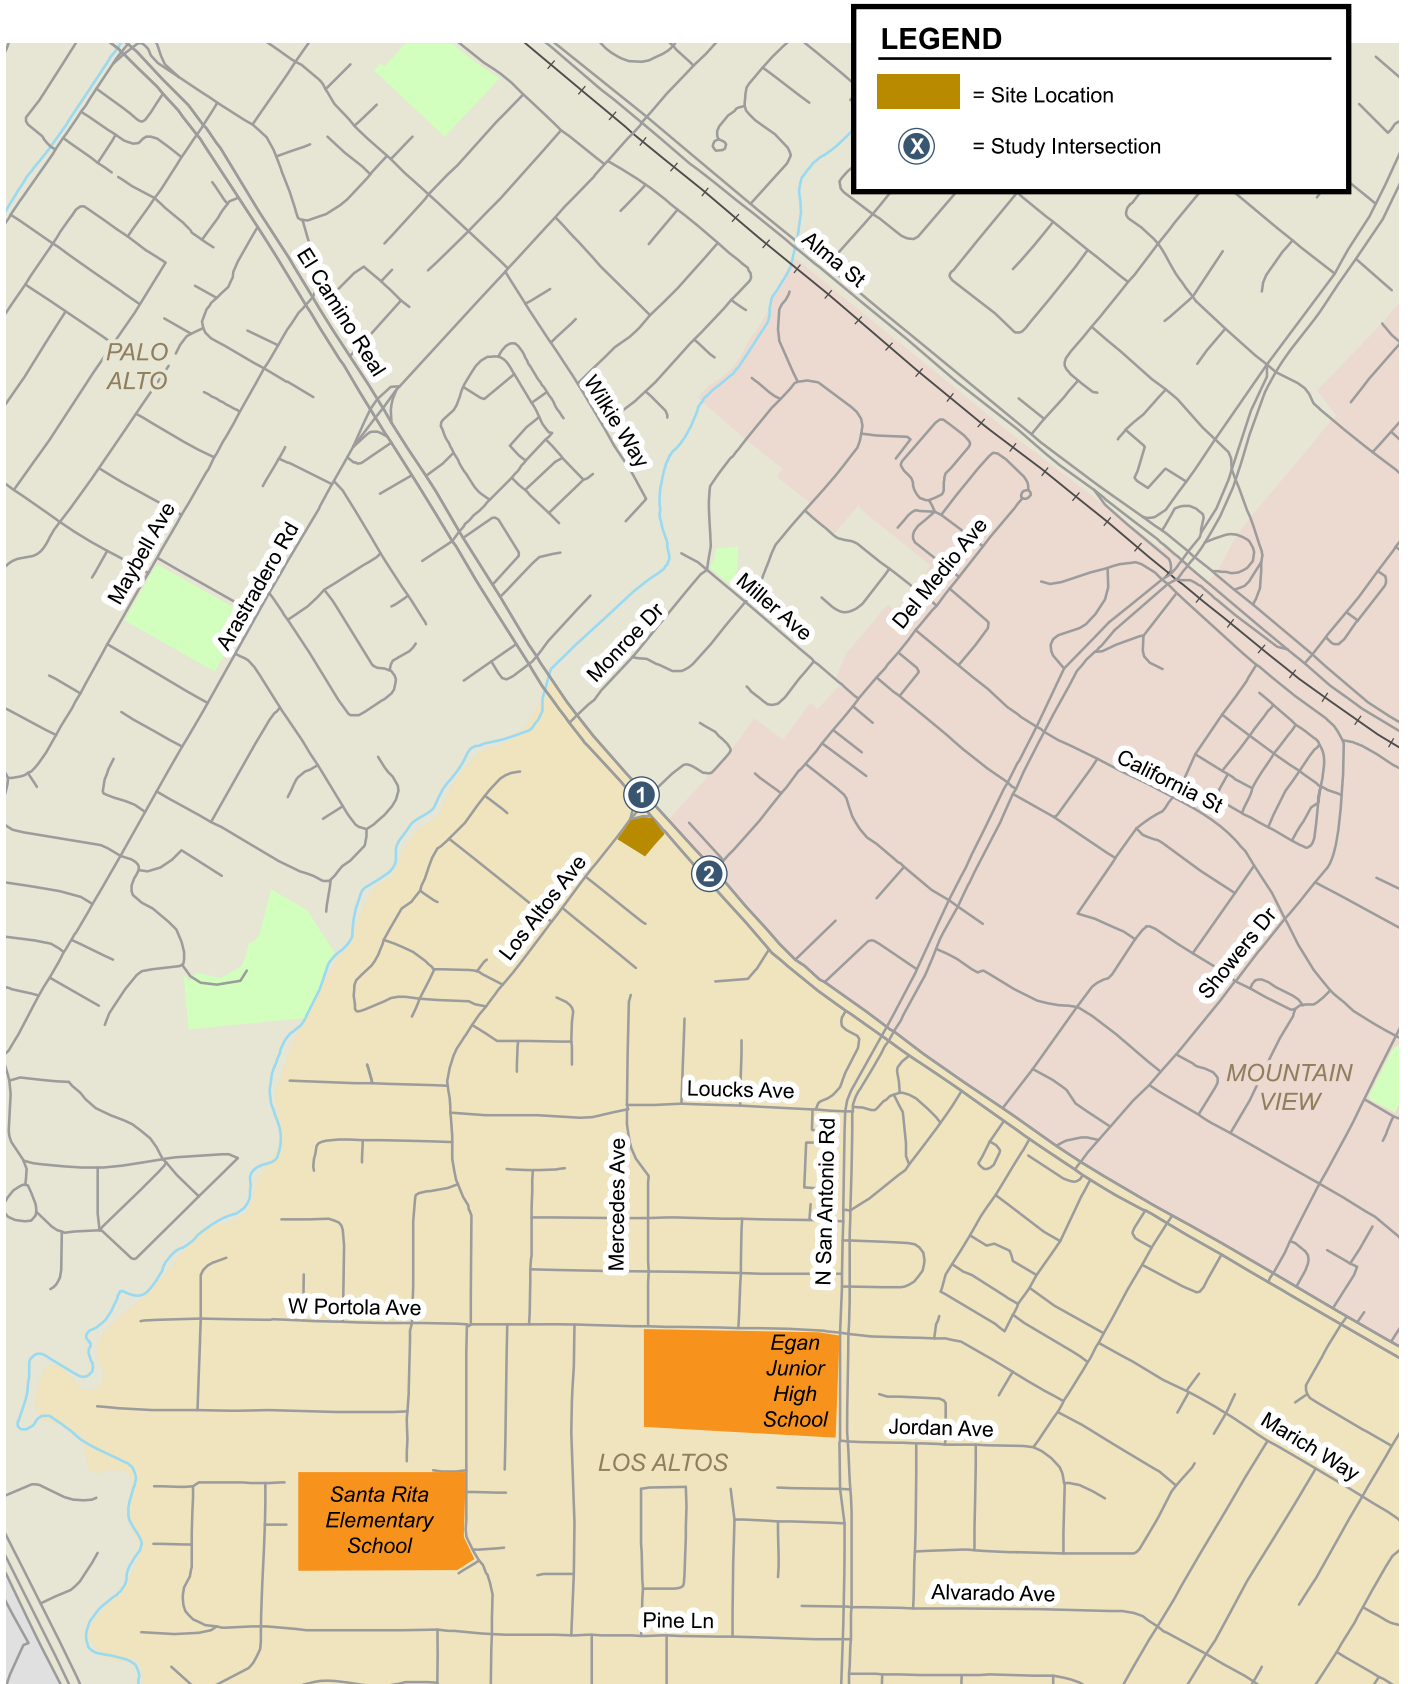 LEGEND
= Site Location
X
= Study Intersection
Alma St
El Camino Real
PALO
ALTO
Wilkie Way
Maybell Ave
Arastradero Rd
Del Medio Ave
Miller Ave
Monroe Dr
California St
1
2
Los Altos Ave
Showers Dr
MOUNTAIN
VIEW
Loucks Ave
Mercedes Ave
N San Antonio Rd
W Portola Ave
Egan
Junior
High
School
Jordan Ave
Marich Way
LOS ALTOS
Santa Rita
Elementary
School
Alvarado Ave
Pine Ln